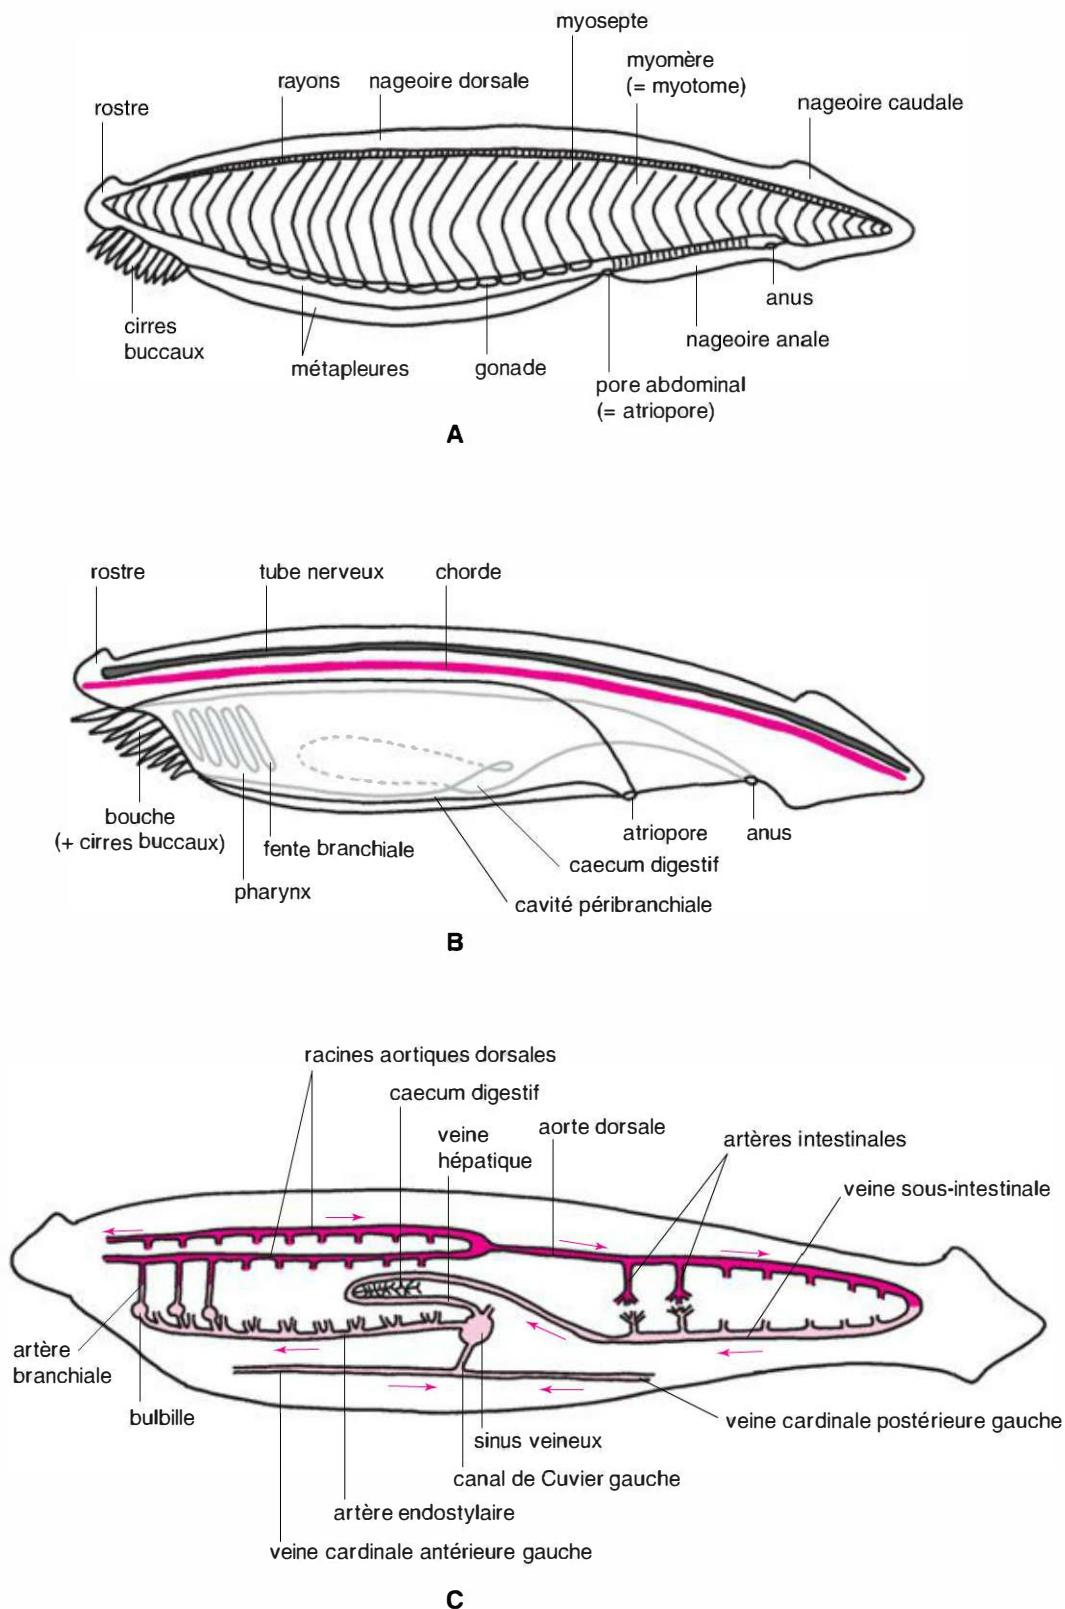 myosepte
myomère
(= myotome)
rayons
nageoire dorsale
nageoire caudale
rostre
cirres
buccaux
métapleures
gonade
pore abdominal
(= atriopore)
nageoire anale
anus
A
rostre
tube nerveux
chorde
bouche
(+ cirres buccaux)
fente branchiale
pharynx
atriopore
anus
caecum digestif
cavité péribranchiale
B
racines aortiques dorsales
caecum digestif
veine
hépatique
aorte dorsale
artères intestinales
veine sous-intestinale
artère
branchiale
bulbille
veine cardinale postérieure gauche
sinus veineux
canal de Cuvier gauche
artère endostylaire
veine cardinale antérieure gauche
C